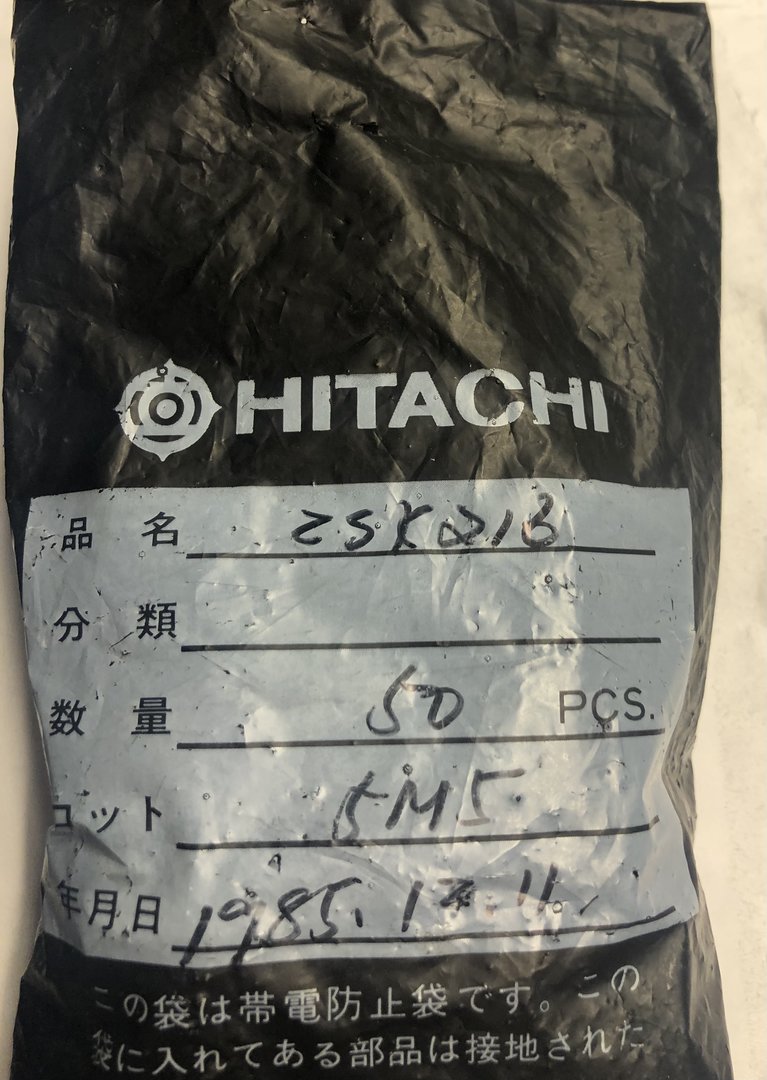 HITACHI
品 名 2SK213
分 類
数 量 50 PCS.
ロット 5M5
年月日 1985. 12. 11.
この袋は帯電防止袋です。この
袋に入れてある部品は接地された